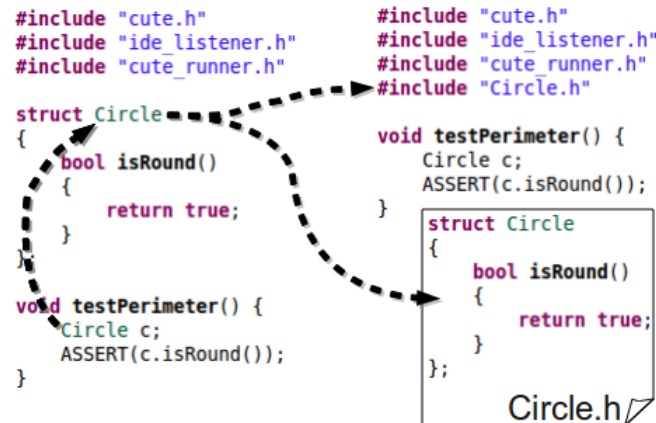 #include "cute.h"
#include "ide_listener.h"
#include "cute_runner.h"
struct Circle
{
bool isRound()
{
return true;
}
};
void testPerimeter() {
Circle c;
ASSERT(c.isRound());
}
#include "cute.h"
#include "ide_listener.h"
#include "cute_runner.h"
#include "Circle.h"
void testPerimeter() {
Circle c;
ASSERT(c.isRound());
}
struct Circle
{
bool isRound()
{
return true;
}
};
Circle.h